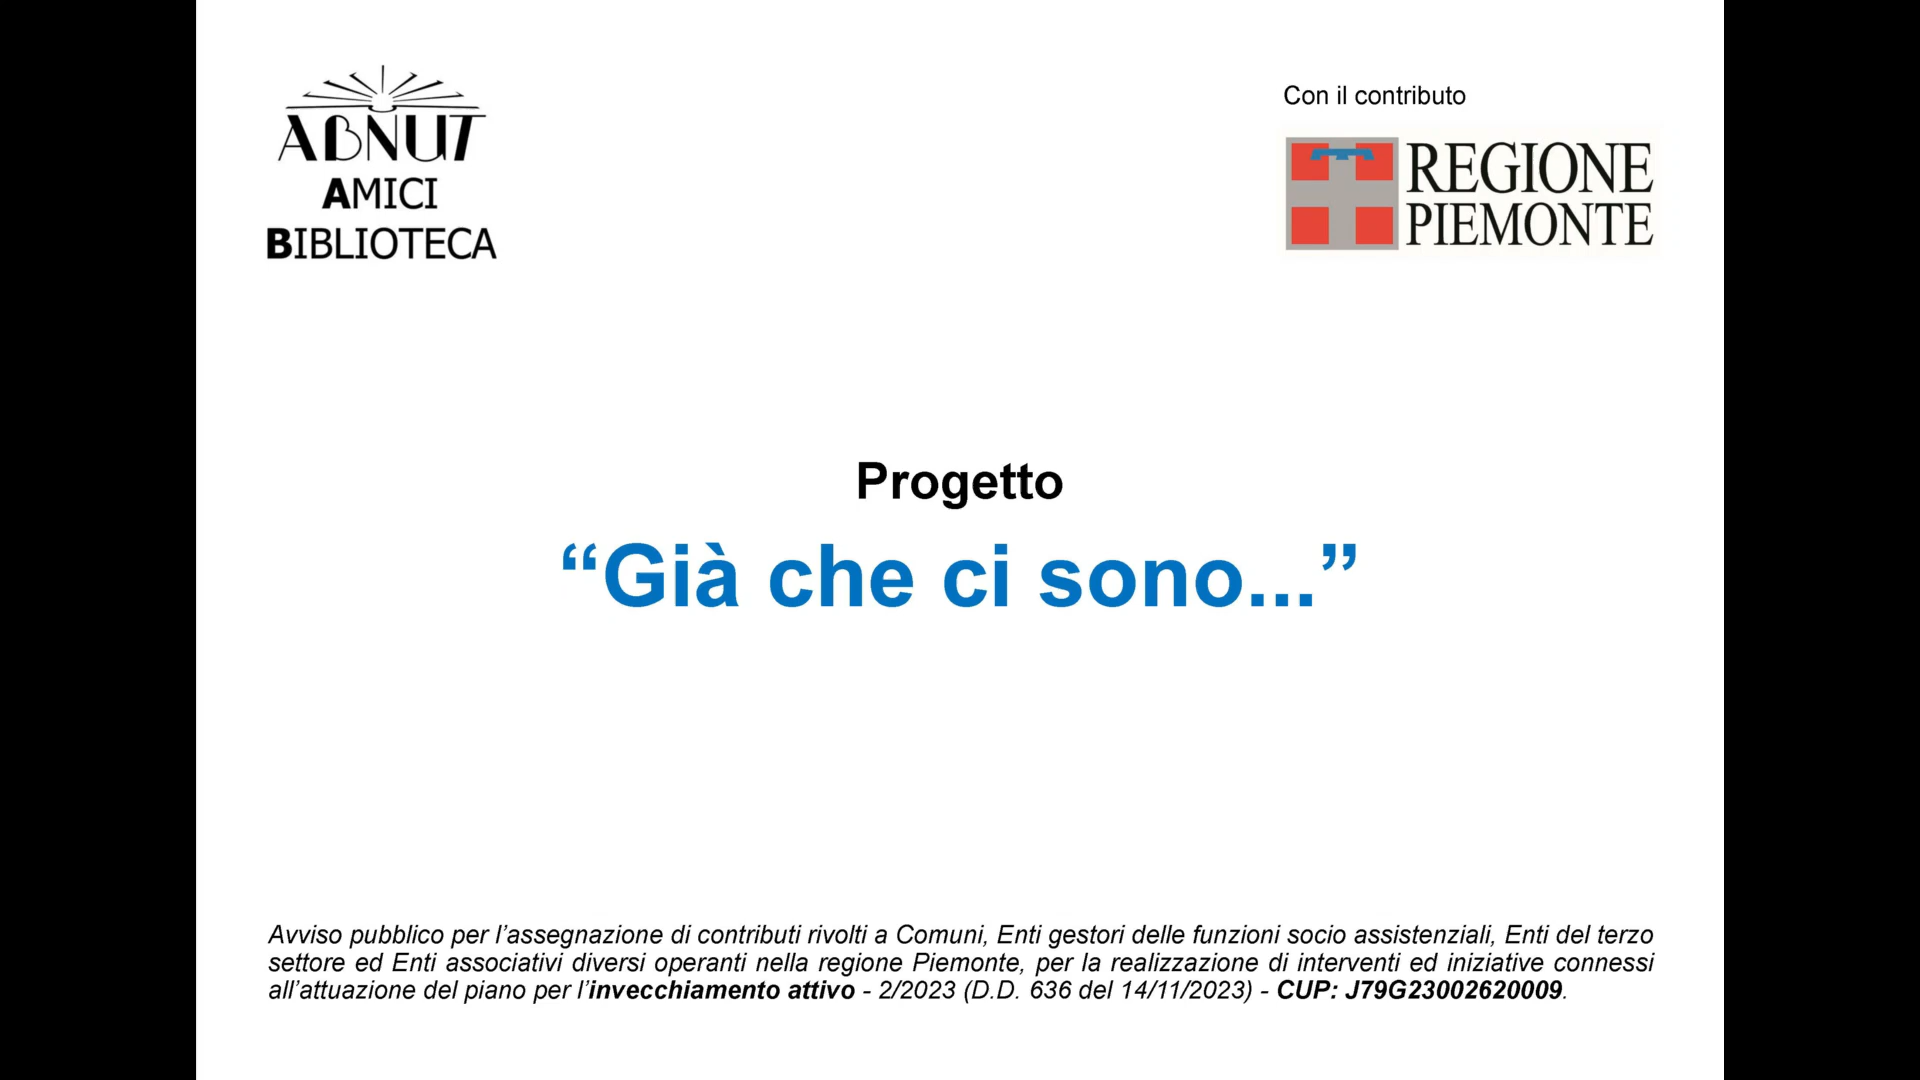 ABNUT
AMICI
BIBLIOTECA
Con il contributo
REGIONE
PIEMONTE
Progetto
“Già che ci sono...”
Avviso pubblico per l’assegnazione di contributi rivolti a Comuni, Enti gestori delle funzioni socio assistenziali, Enti del terzo
settore ed Enti associativi diversi operanti nella regione Piemonte, per la realizzazione di interventi ed iniziative connessi
all’attuazione del piano per l’invecchiamento attivo - 2/2023 (D.D. 636 del 14/11/2023) - CUP: J79G23002620009.